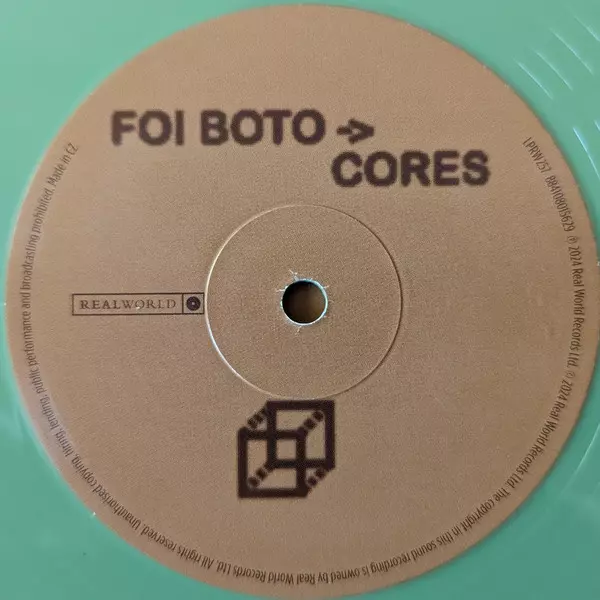 FOI BOTO →
CORES
REALWORLD
LPRW257 884108015629 ℗ 2024 Real World Records Ltd. © 2024 Real World Records Ltd. The copyright in this sound recording is owned by Real World Records Ltd. All rights reserved. Unauthorised copying, hiring, lending, public performance and broadcasting prohibited. Made in CZ